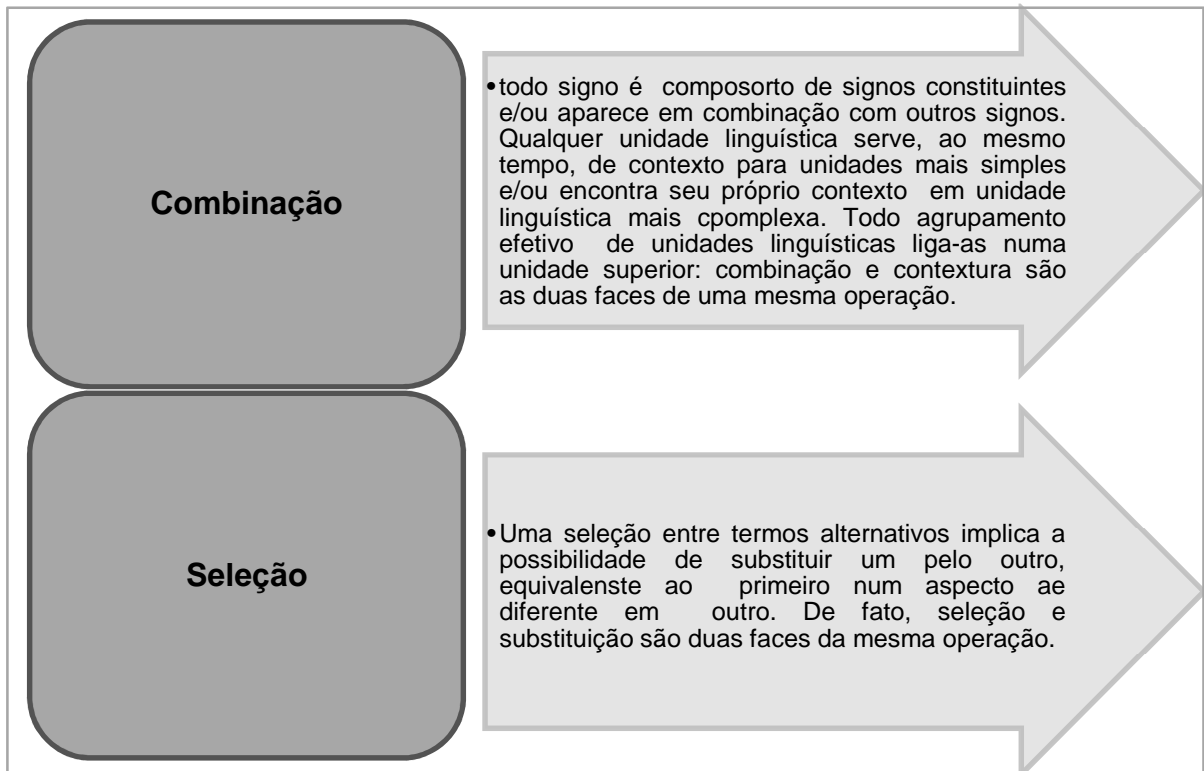 Combinação
•todo signo é composorto de signos constituintes
e/ou aparece em combinação com outros signos.
Qualquer unidade linguística serve, ao mesmo
tempo, de contexto para unidades mais simples
e/ou encontra seu próprio contexto em unidade
linguística mais cpomplexa. Todo agrupamento
efetivo de unidades linguísticas liga-as numa
unidade superior: combinação e contextura são
as duas faces de uma mesma operação.
Seleção
•Uma seleção entre termos alternativos implica a
possibilidade de substituir um pelo outro,
equivalenste ao primeiro num aspecto ae
diferente em outro. De fato, seleção e
substituição são duas faces da mesma operação.